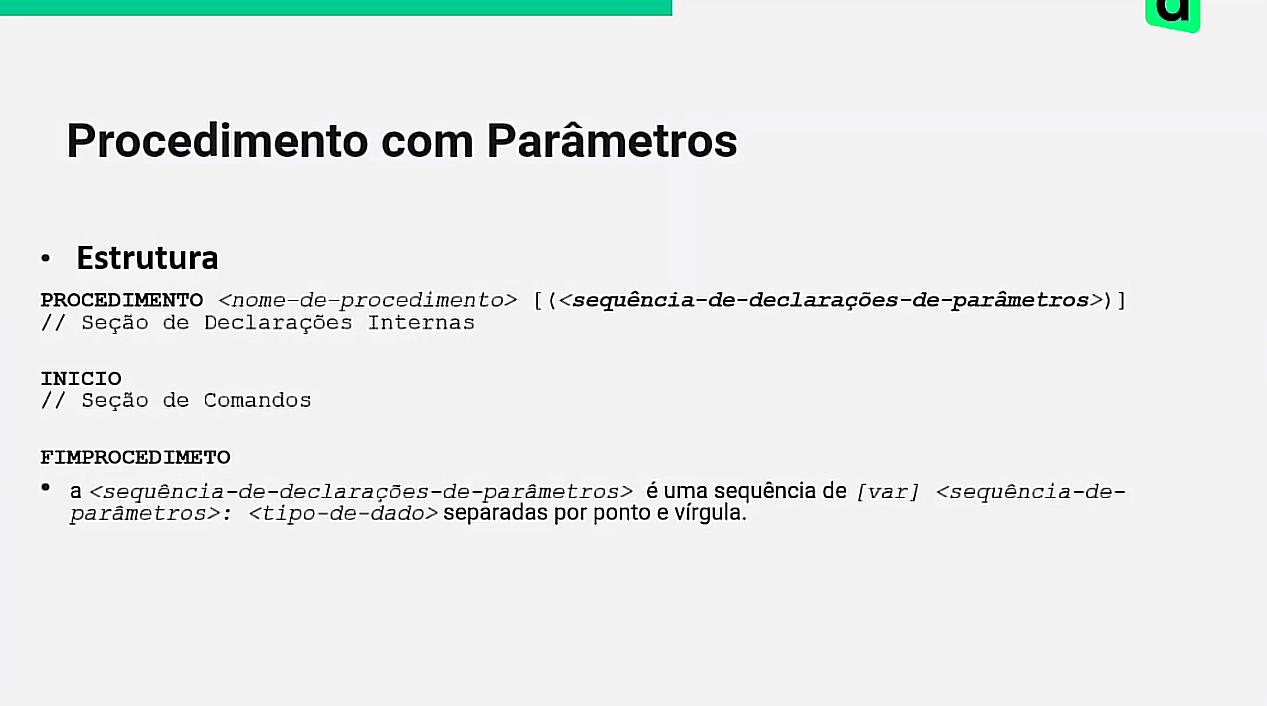 d
Procedimento com Parâmetros
• Estrutura
PROCEDIMENTO <nome-de-procedimento> [(<sequência-de-declarações-de-parâmetros>)]
// Seção de Declarações Internas
INICIO
// Seção de Comandos
FIMPROCEDIMETO
• a <sequência-de-declarações-de-parâmetros> é uma sequência de [var] <sequência-de-
parâmetros>: <tipo-de-dado> separadas por ponto e vírgula.